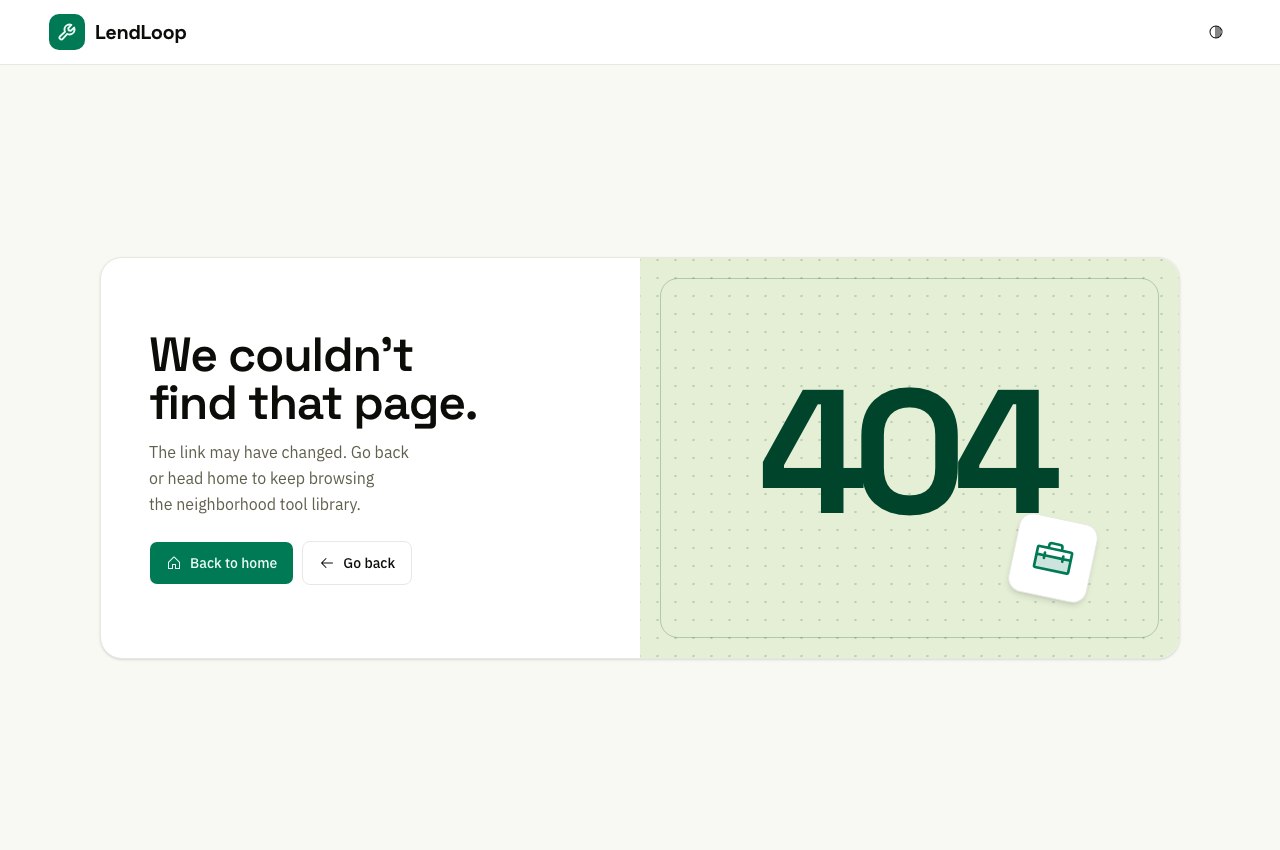 LendLoop
We couldn’t
find that page.
The link may have changed. Go back
or head home to keep browsing
the neighborhood tool library.
Back to home
Go back
404